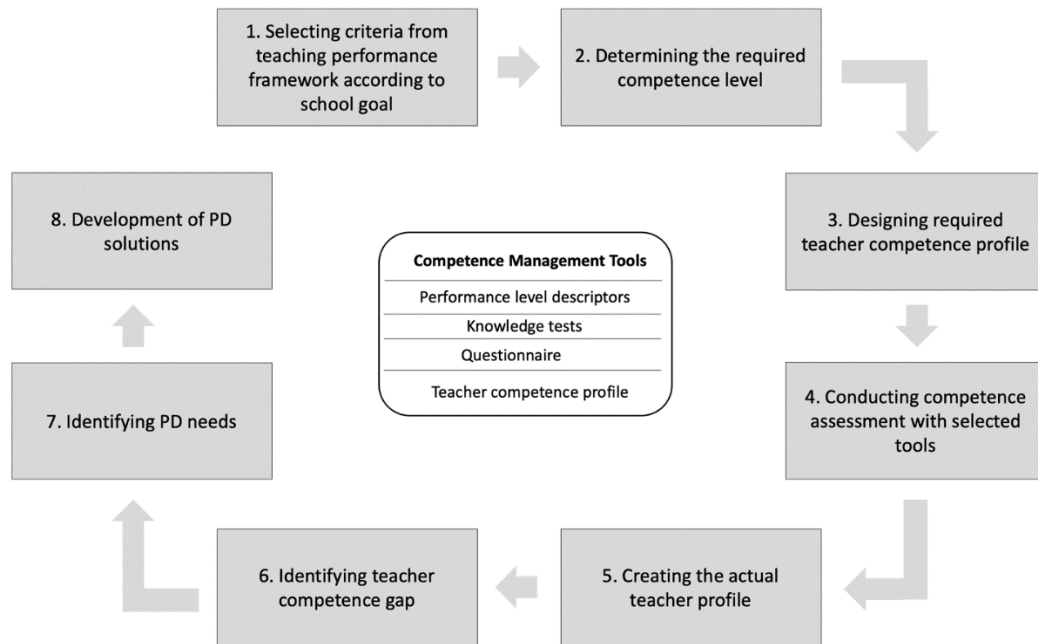 1. Selecting criteria from
teaching performance
framework according to
school goal
2. Determining the required
competence level
3. Designing required
teacher competence profile
4. Conducting competence
assessment with selected
tools
5. Creating the actual
teacher profile
6. Identifying teacher
competence gap
7. Identifying PD needs
8. Development of PD
solutions
Competence Management Tools
Performance level descriptors
Knowledge tests
Questionnaire
Teacher competence profile